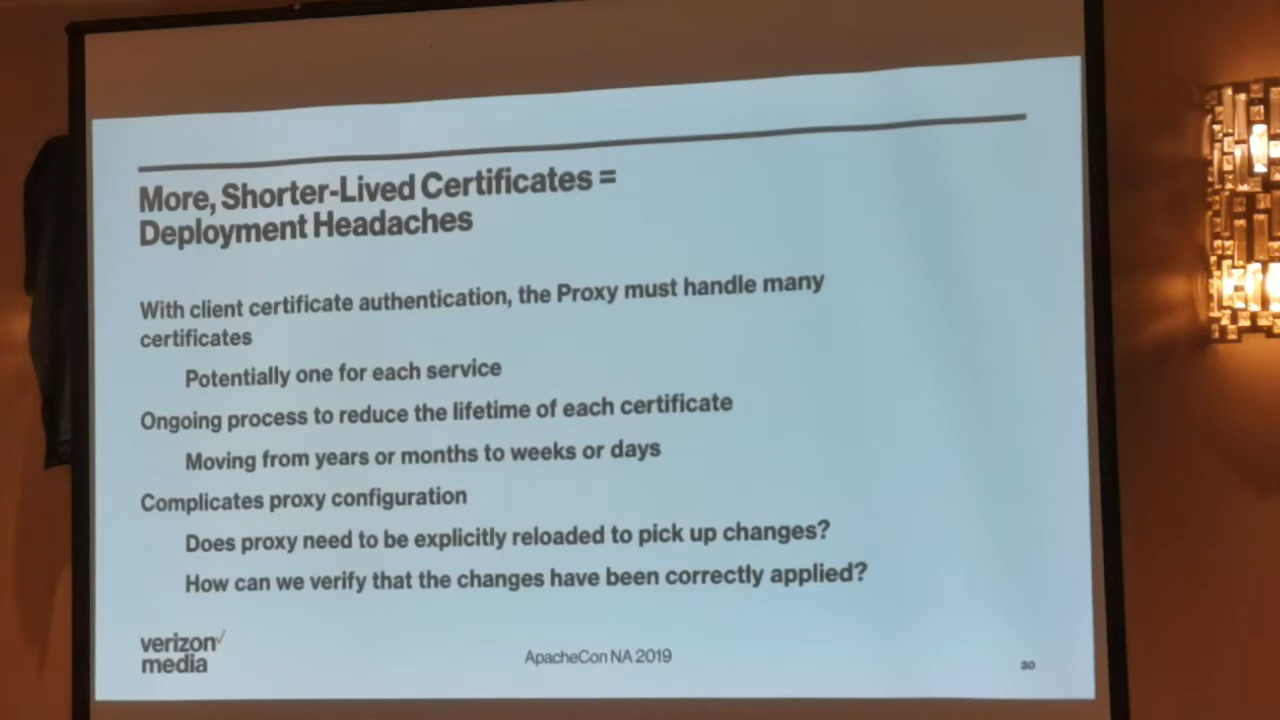 More, Shorter-Lived Certificates =
Deployment Headaches
With client certificate authentication, the Proxy must handle many
certificates
Potentially one for each service
Ongoing process to reduce the lifetime of each certificate
Moving from years or months to weeks or days
Complicates proxy configuration
Does proxy need to be explicitly reloaded to pick up changes?
How can we verify that the changes have been correctly applied?
verizon✓
media
ApacheCon NA 2019
30